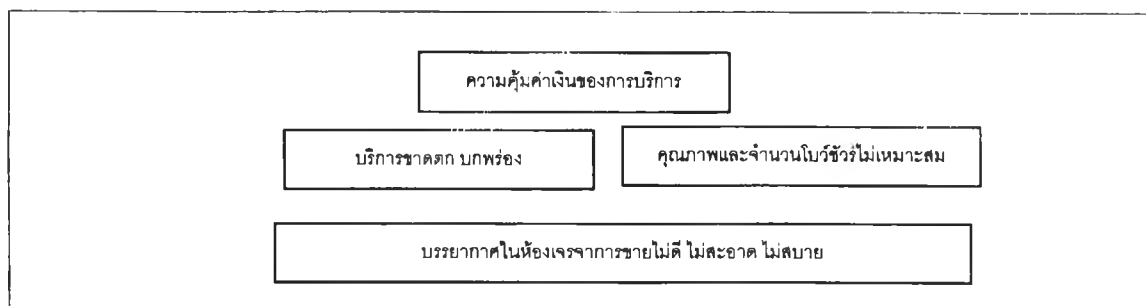 ความคุ้มค่าเงินของการบริการ
บริการขาดตก บกพร่อง
คุณภาพและจำนวนโบว์ชัวร์ไม่เหมาะสม
บรรยากาศในห้องเจรจาการขายไม่ดี ไม่สะอาด ไม่สบาย